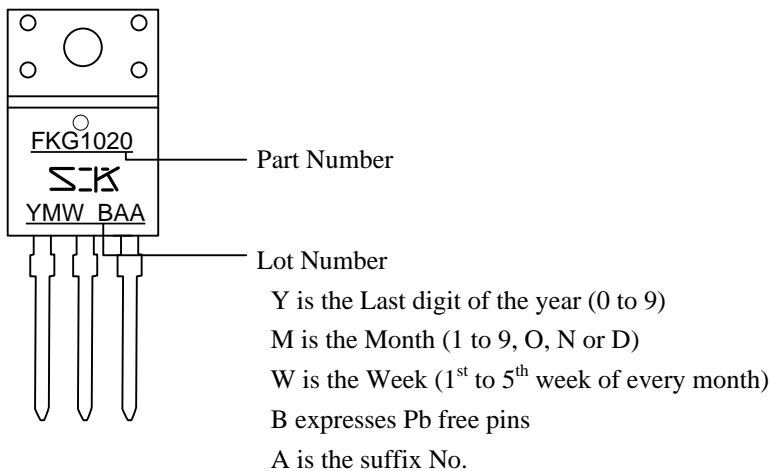 FKG1020
Part Number
SK
YMW BAA
Lot Number
Y is the Last digit of the year (0 to 9)
M is the Month (1 to 9, O, N or D)
W is the Week (1st to 5th week of every month)
B expresses Pb free pins
A is the suffix No.